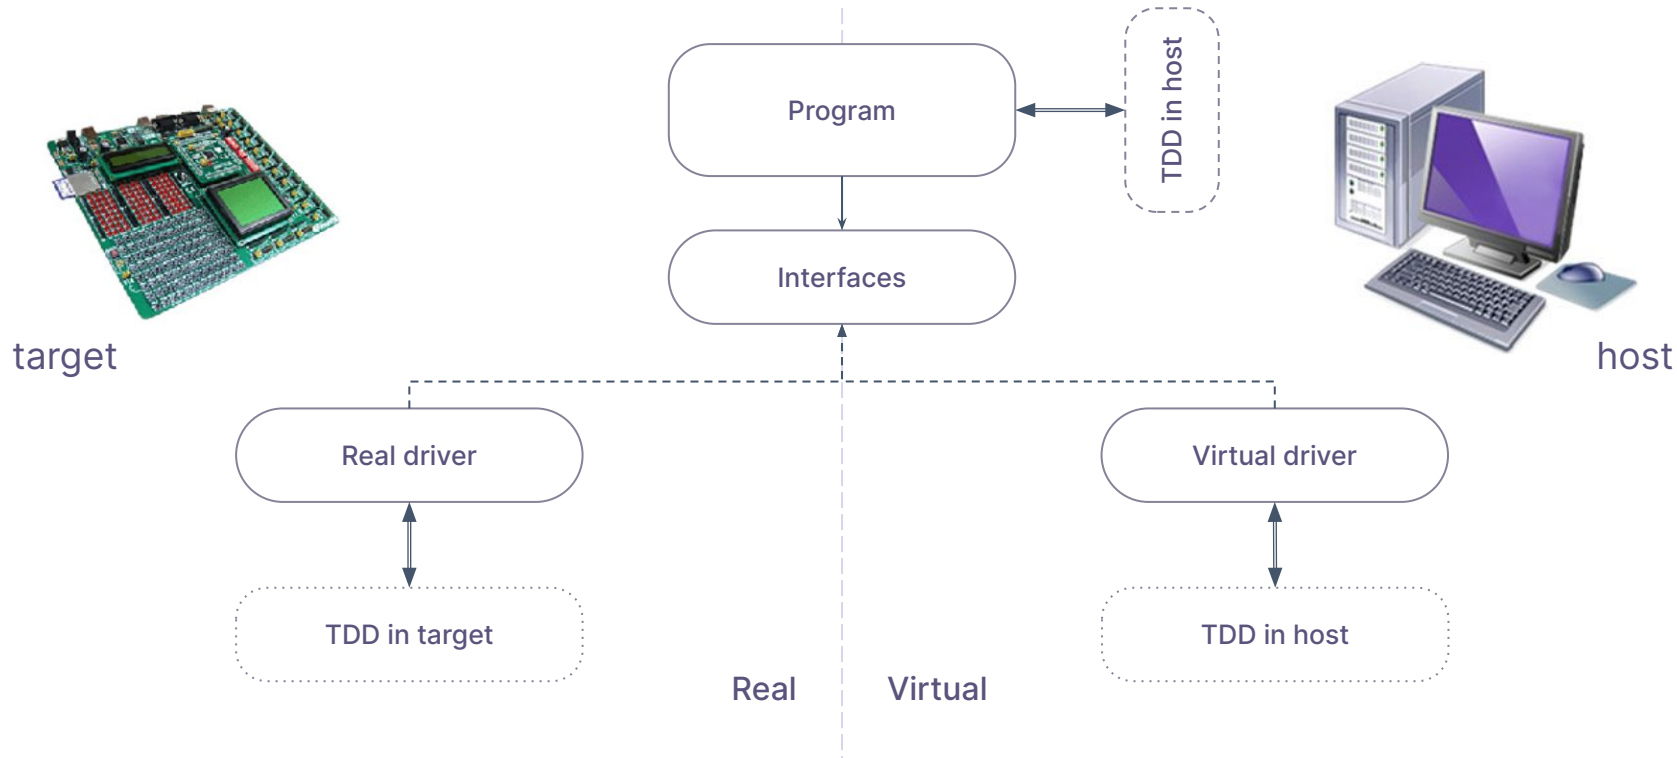 TDD in host
Program
Interfaces
target
host
Real driver
Virtual driver
TDD in target
TDD in host
Real
Virtual